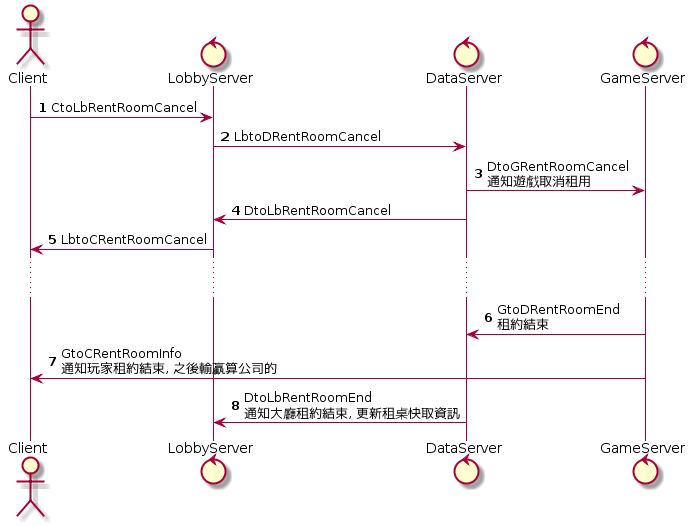 Client
LobbyServer
DataServer
GameServer
1 CtoLbRentRoomCancel
2 LbtoDRentRoomCancel
3 DtoGRentRoomCancel
通知遊戲取消租用
4 DtoLbRentRoomCancel
5 LbtoCRentRoomCancel
6 GtoDRentRoomEnd
租約結束
7 GtoCRentRoomInfo
通知玩家租約結束, 之後輸贏算公司的
8 DtoLbRentRoomEnd
通知大廳租約結束, 更新租桌快取資訊
Client
LobbyServer
DataServer
GameServer